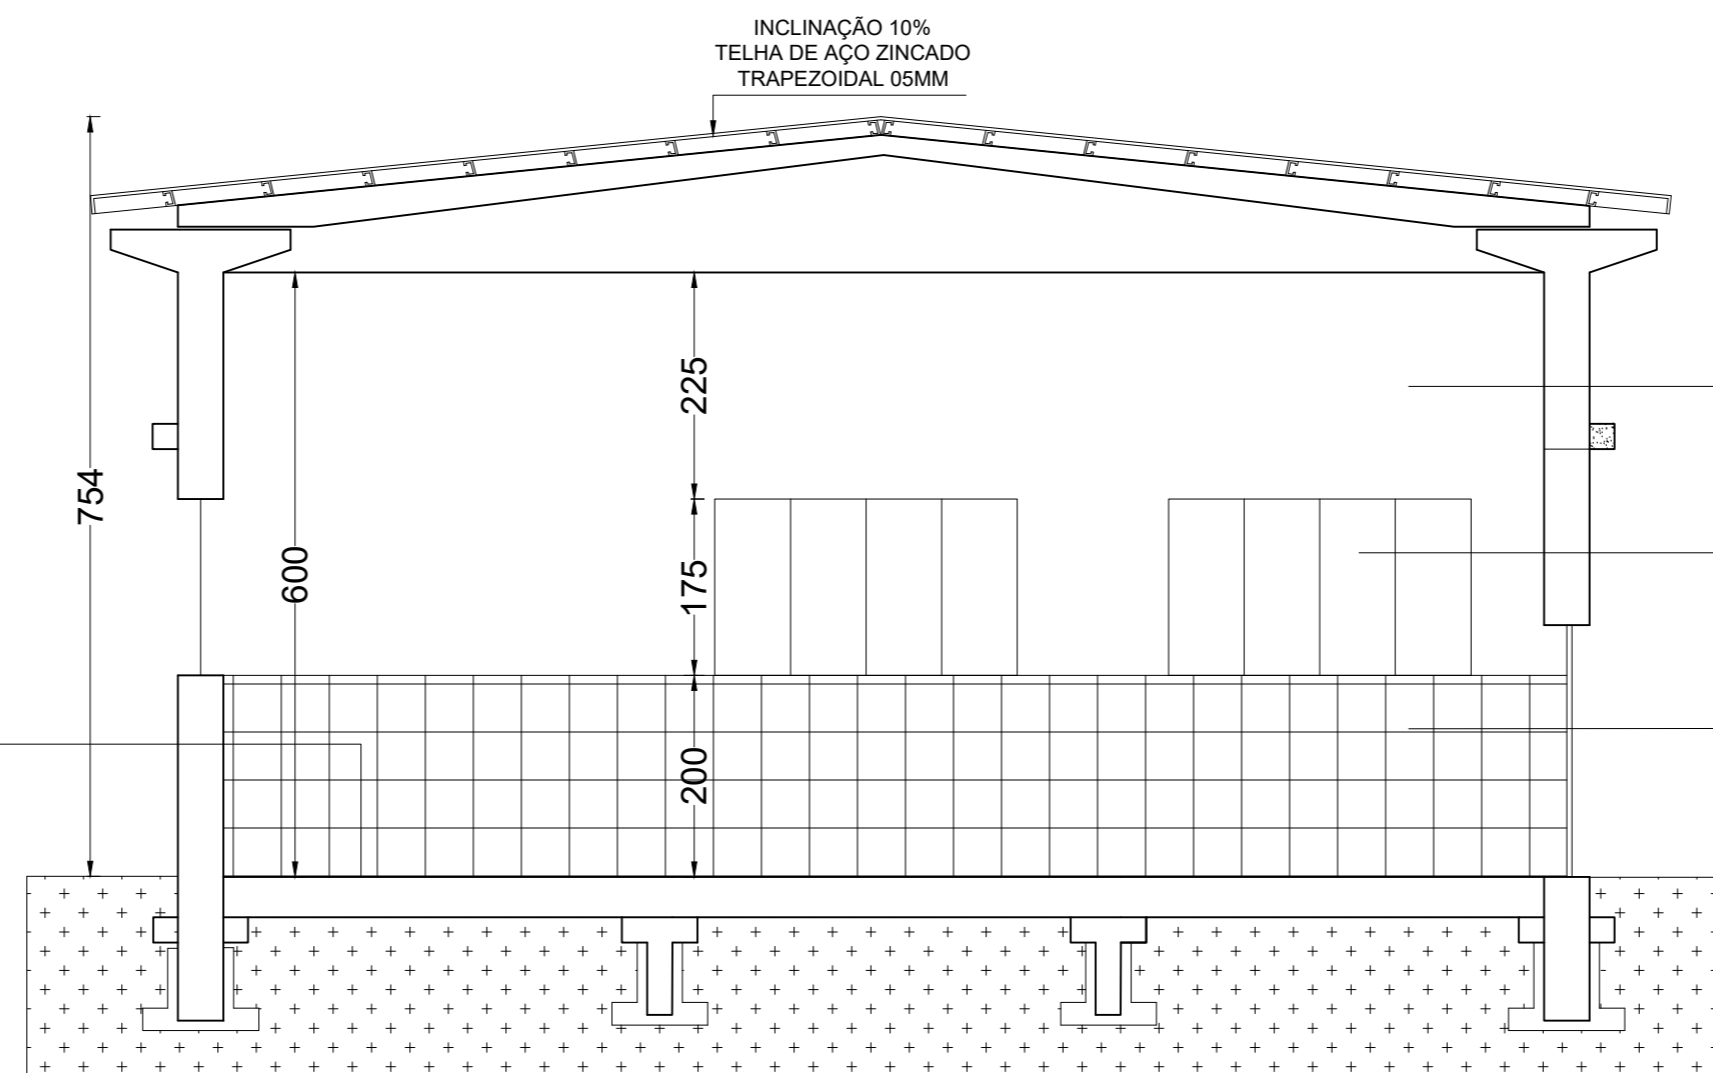 INCLINAÇÃO 10%
TELHA DE AÇO ZINCADO
TRAPEZOIDAL 05MM
754
600
225
175
200